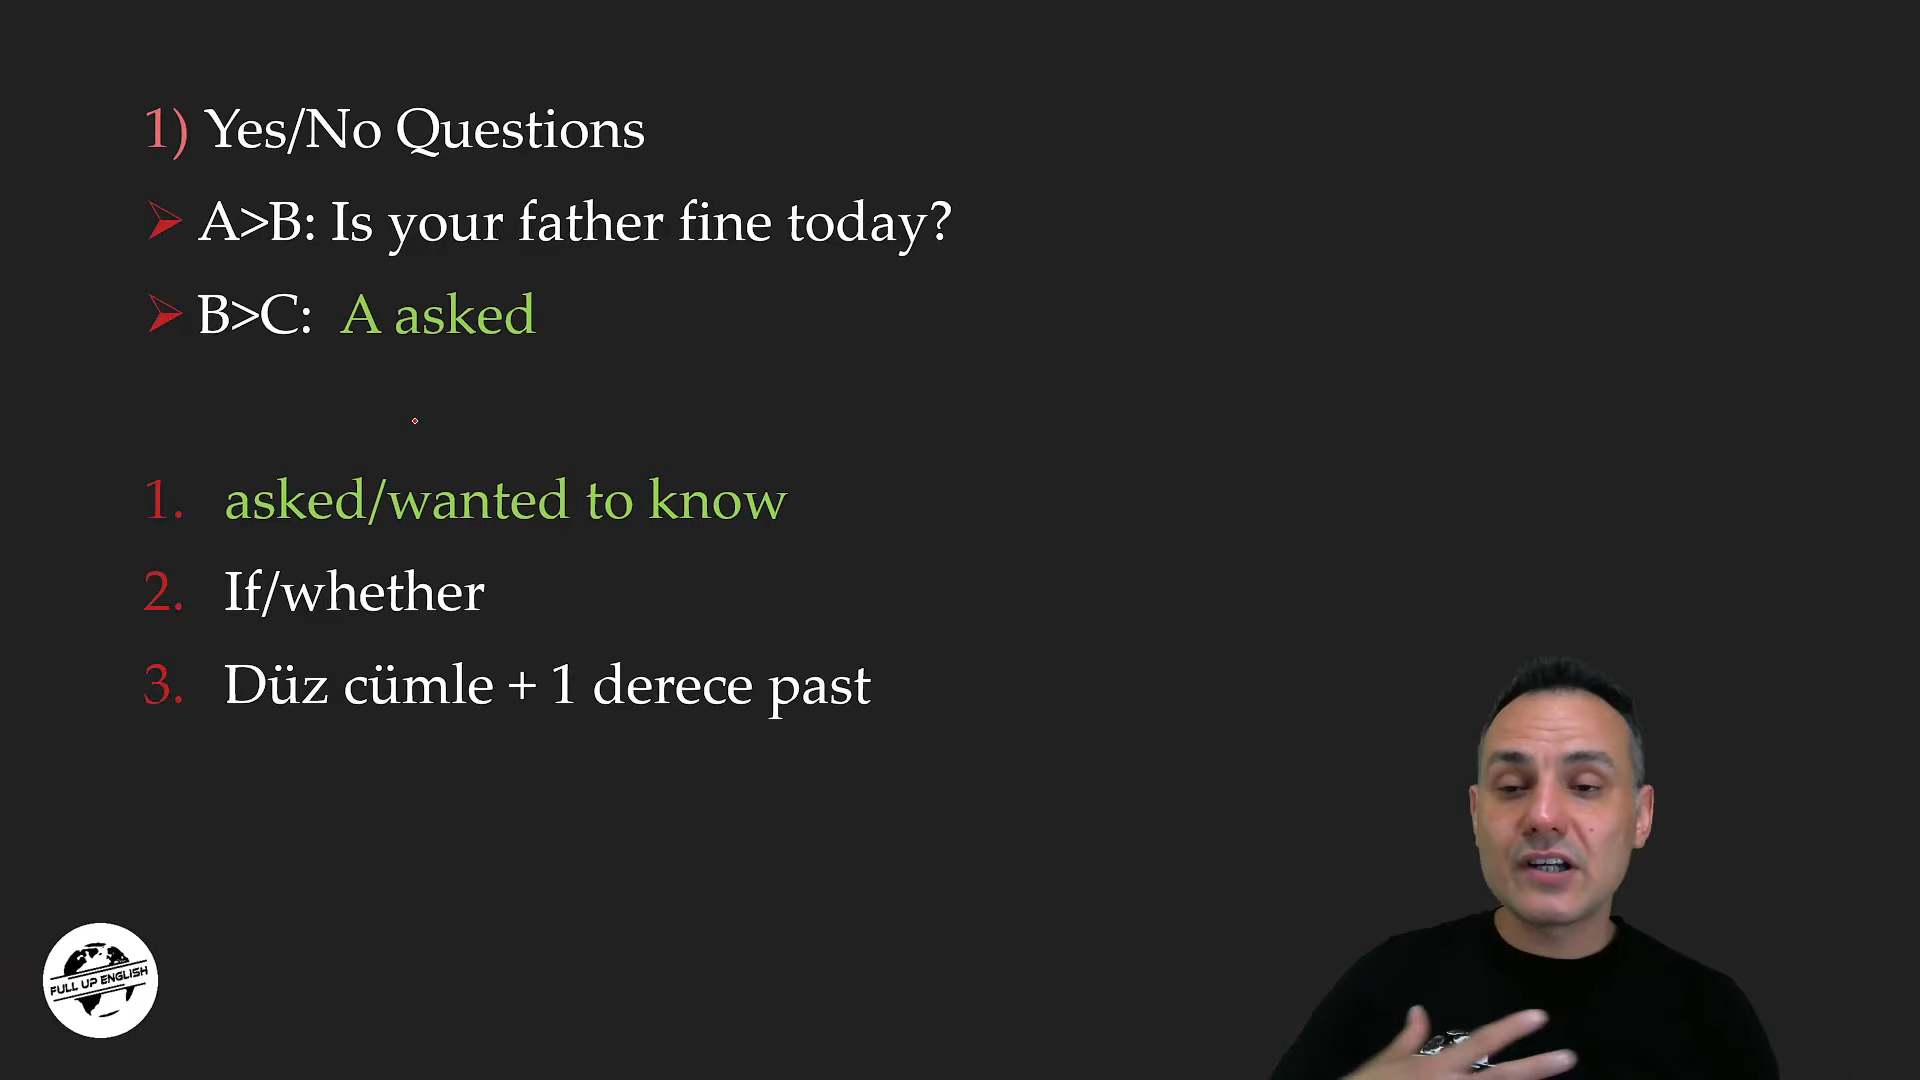 1) Yes/No Questions
A>B: Is your father fine today?
B>C: A asked
1. asked/wanted to know
2. If/whether
3. Düz cümle + 1 derece past
FULL UP ENGLISH